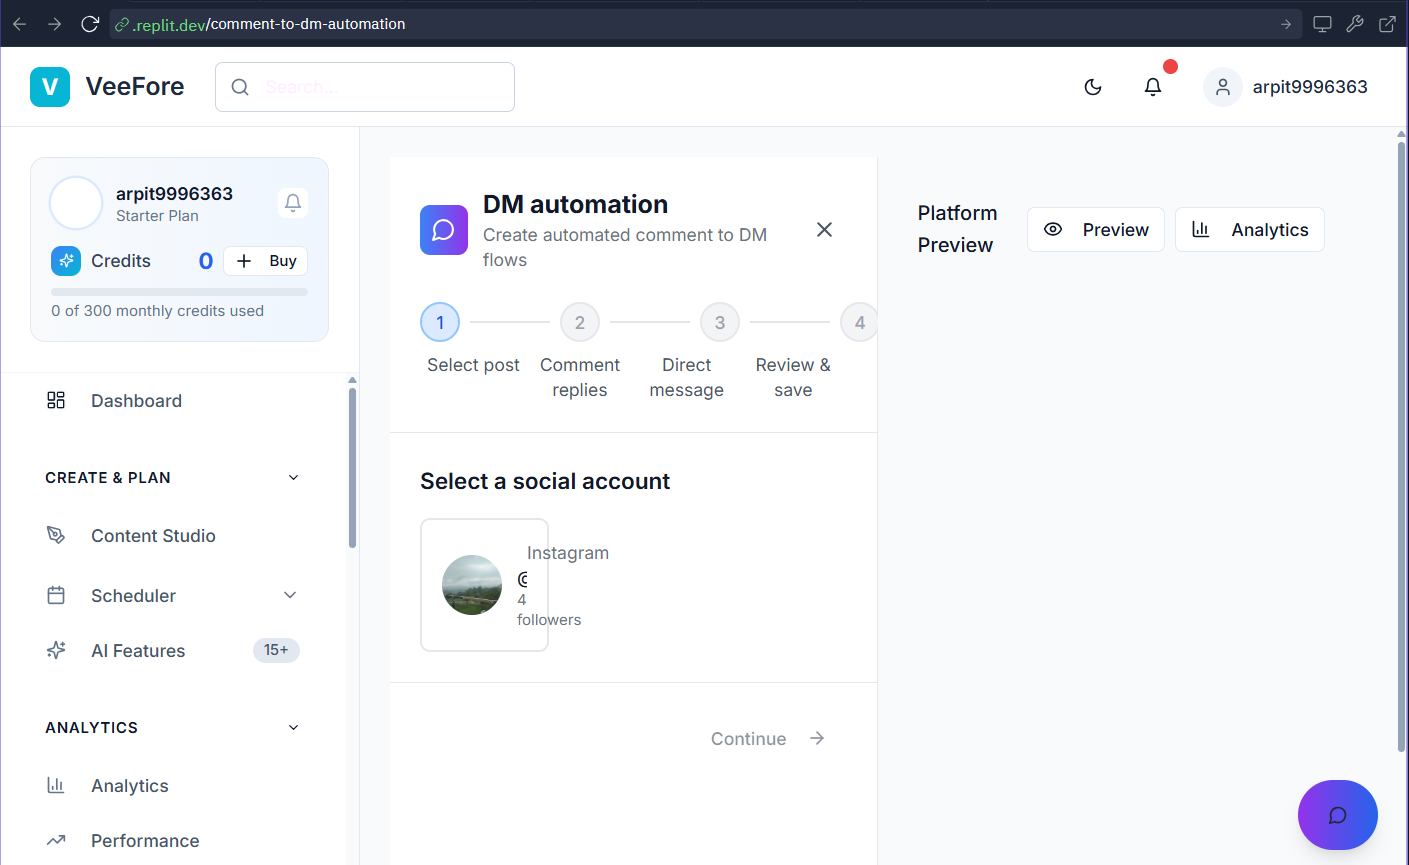 .replit.dev/comment-to-dm-automation
V VeeFore
Search...
arpit9996363
arpit9996363
Starter Plan
Credits 0 Buy
0 of 300 monthly credits used
Dashboard
CREATE & PLAN
Content Studio
Scheduler
AI Features 15+
ANALYTICS
Analytics
Performance
DM automation
Create automated comment to DM
flows
1 2 3 4
Select post
Comment
replies
Direct
message
Review &
save
Select a social account
Instagram
@
4
followers
Continue
Platform
Preview
Preview
Analytics